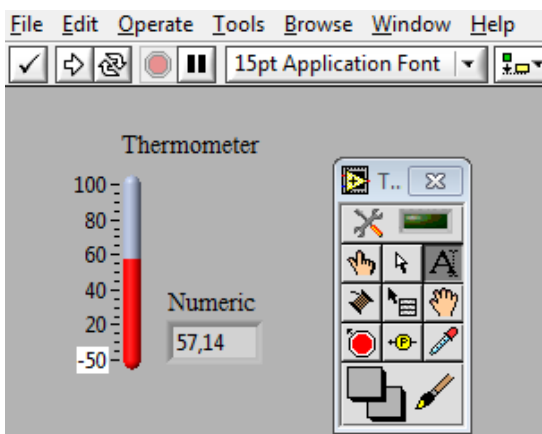 File Edit Operate Tools Browse Window Help
15pt Application Font
Thermometer
100
80
60
40
20
-50
Numeric
57,14
T..
A
P